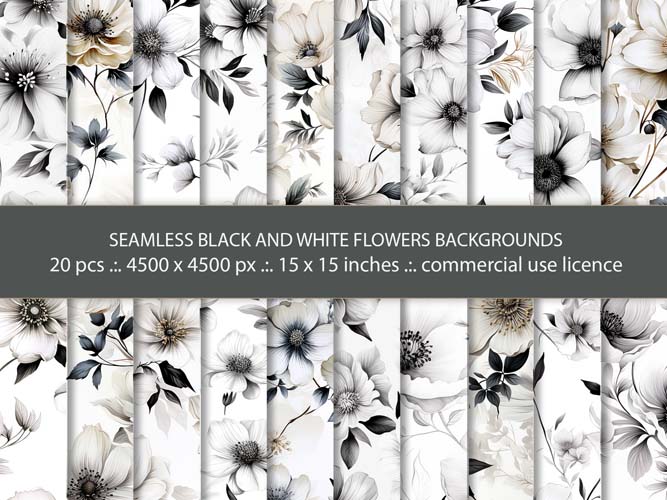 SEAMLESS BLACK AND WHITE FLOWERS BACKGROUNDS
20 pcs .:. 4500 x 4500 px .:. 15 x 15 inches .:. commercial use licence